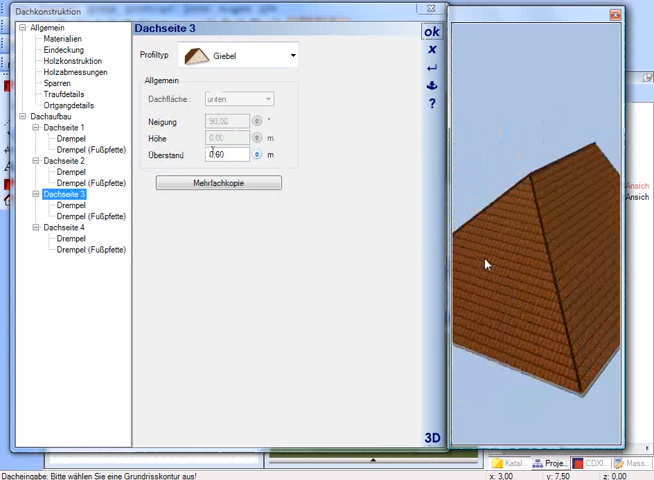 Dachkonstruktion
Allgemein
Materialien
Eindeckung
Holzkonstruktion
Holzabmessungen
Sparren
Traufdetails
Ortgangdetails
Dachaufbau
Dachseite 1
Drempel
Drempel (Fußpfette)
Dachseite 2
Drempel
Drempel (Fußpfette)
Dachseite 3
Drempel
Drempel (Fußpfette)
Dachseite 4
Drempel
Drempel (Fußpfette)
Dachseite 3
Profiltyp Giebel
Allgemein
Dachfläche : unten
Neigung 90,00 °
Höhe 0,00 m
Überstand 0,60 m
Mehrfachkopie
ok
x
?
3D
Ansich
Ansich
Katal... Proje... CDXI... Mass...
Dacheingabe: Bitte wählen Sie eine Grundrisskontur aus! x: 3,00 y: 7,50 z: 0,00